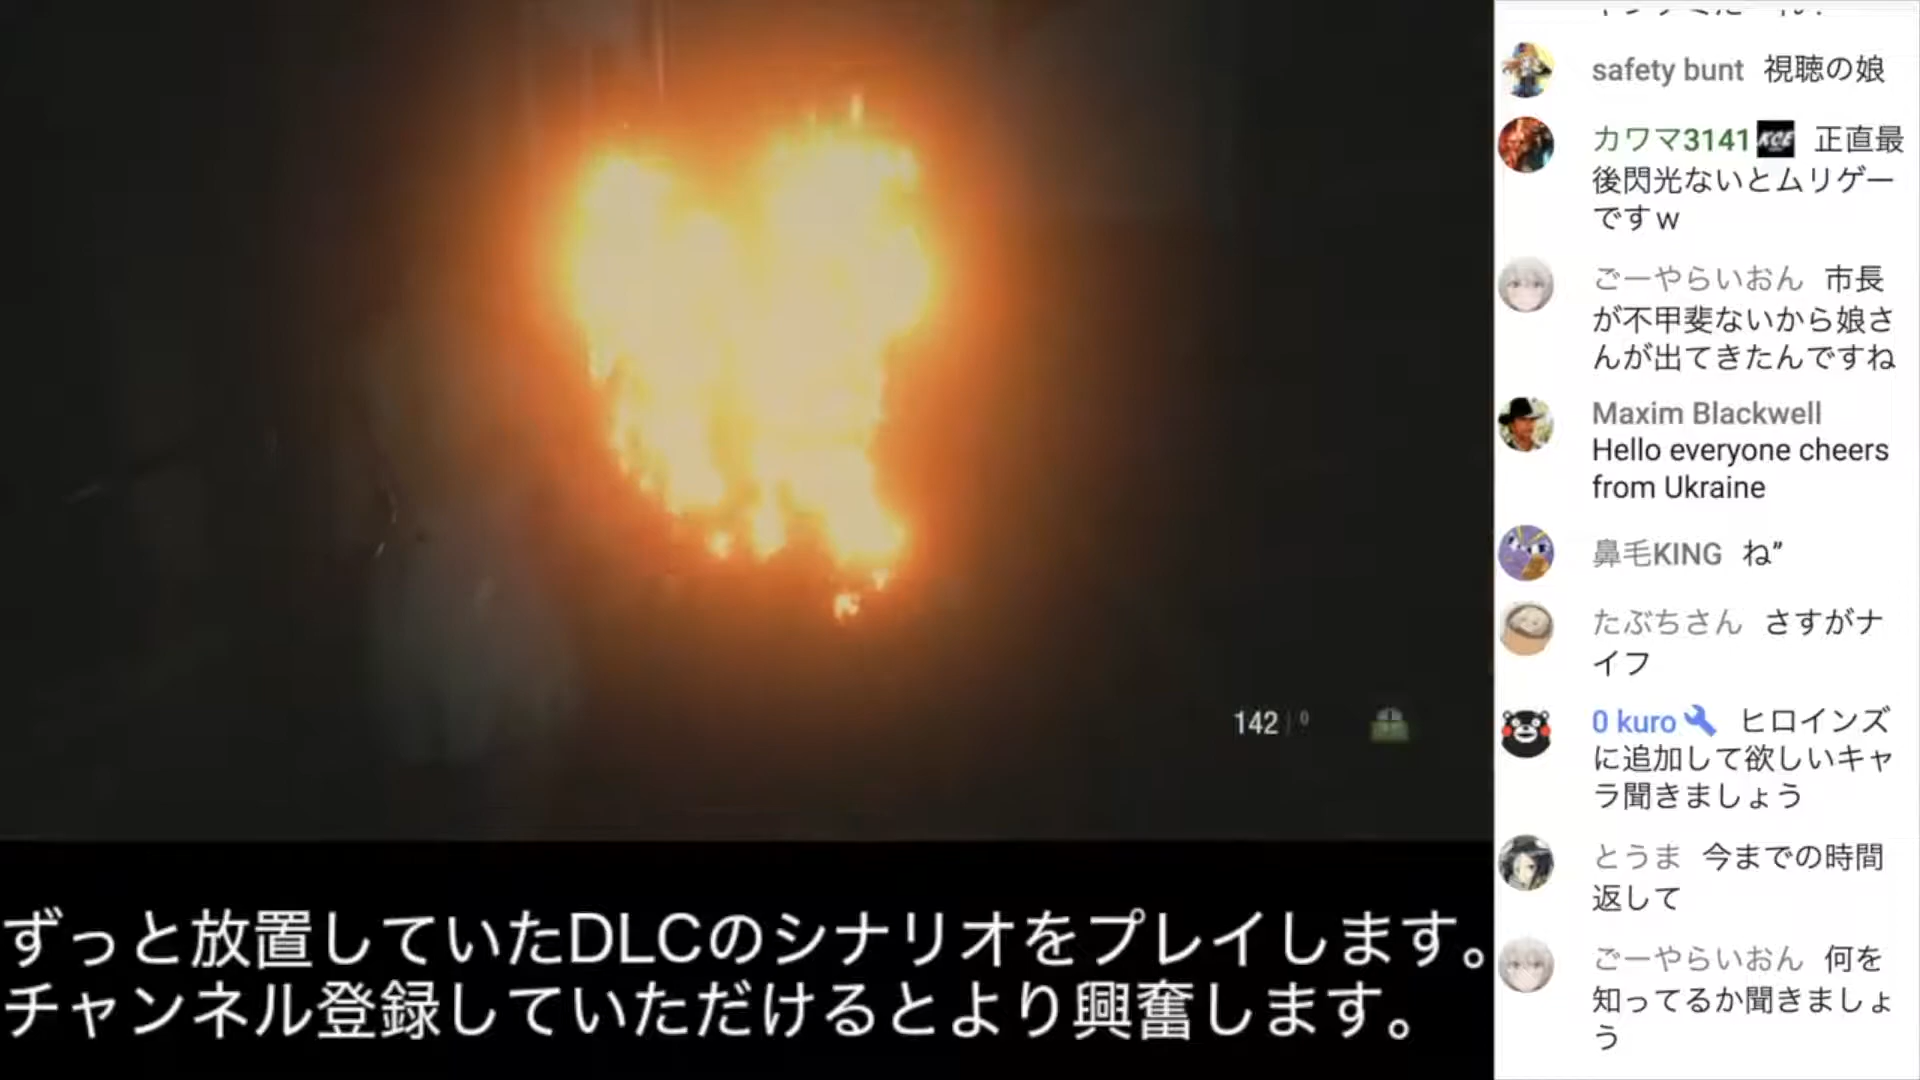 142 0
ずっと放置していたDLCのシナリオをプレイします。
チャンネル登録していただけるとより興奮します。
safety bunt 視聴の娘
カワマ3141 KCE 正直最
後閃光ないとムリゲー
ですｗ
ごーやらいおん 市長
が不甲斐ないから娘さ
んが出てきたんですね
Maxim Blackwell
Hello everyone cheers
from Ukraine
鼻毛KING ね”
たぶちさん さすがナ
イフ
0 kuro ヒロインズ
に追加して欲しいキャ
ラ聞きましょう
とうま 今までの時間
返して
ごーやらいおん 何を
知ってるか聞きましょ
う